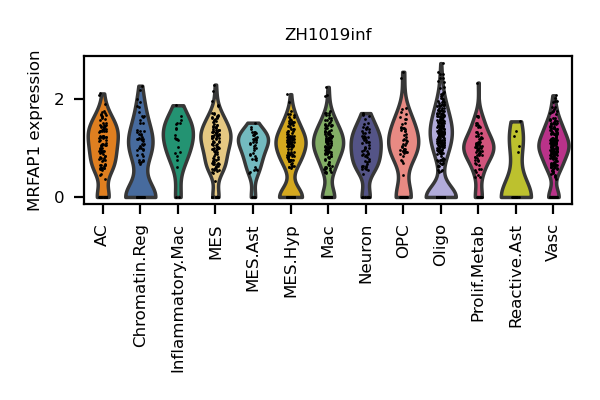 ZH1019inf
MRFAP1 expression
2
0
AC
Chromatin.Reg
Inflammatory.Mac
MES
MES.Ast
MES.Hyp
Mac
Neuron
OPC
Oligo
Prolif.Metab
Reactive.Ast
Vasc